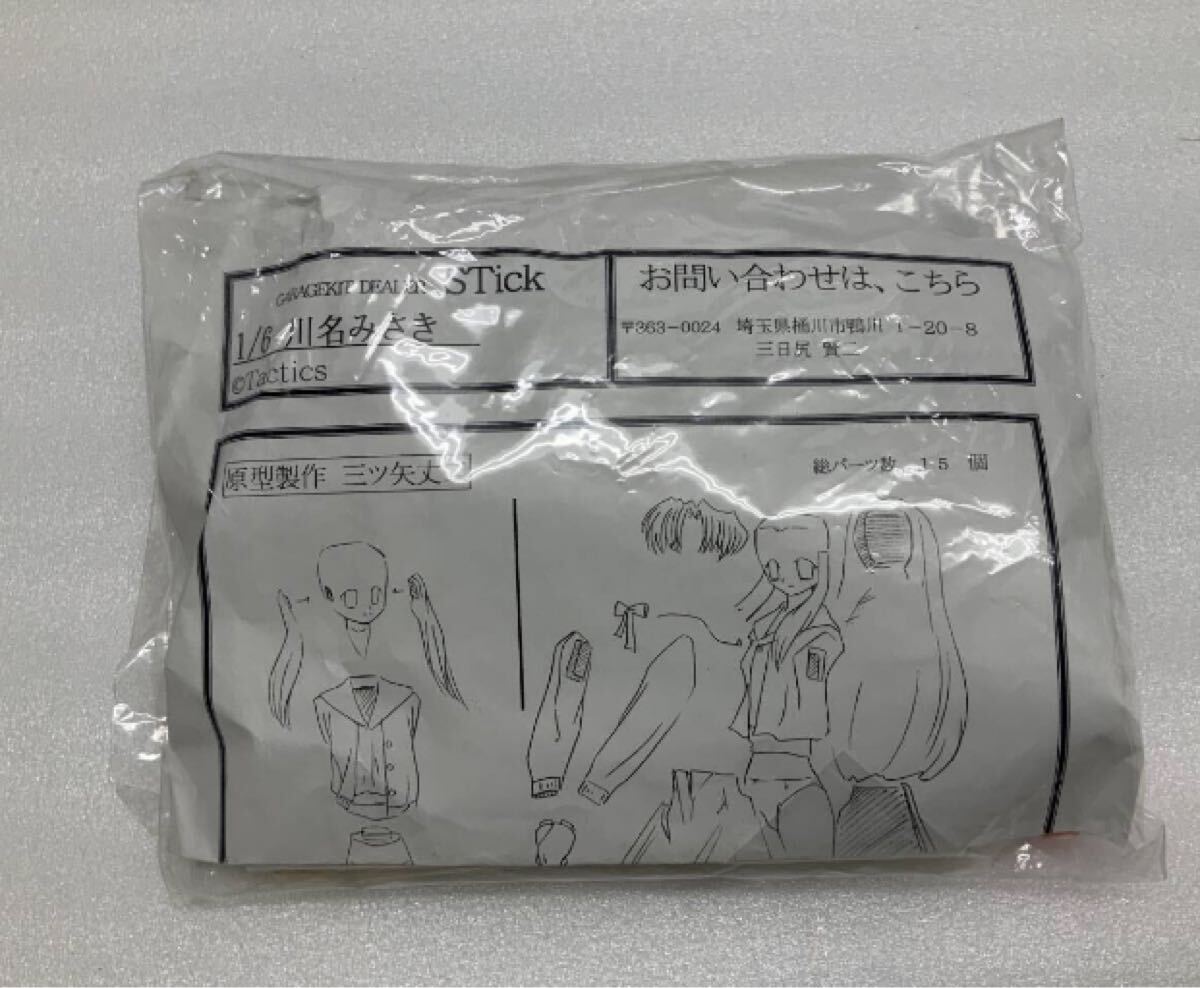 GARAGEKIT DEALER STick
1/6 川名みさき
©Tactics
お問い合わせは、こちら
〒363-0024 埼玉県桶川市鴨川 1-20-8
三日尻 賢二
原型製作 三ツ矢丈
総パーツ数 15 個